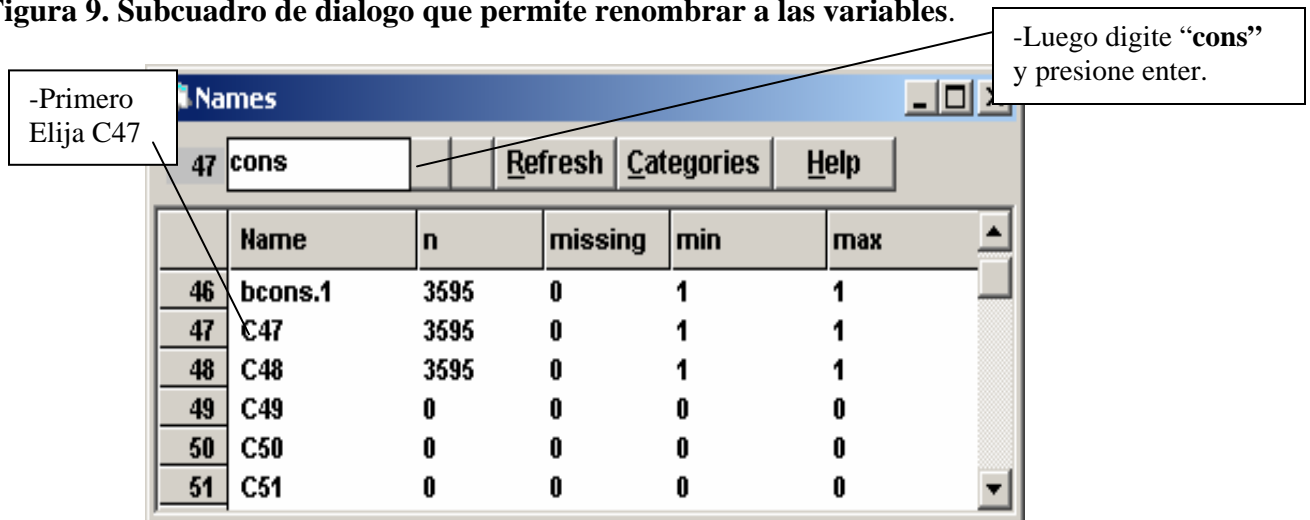 Figura 9. Subcuadro de dialogo que permite renombrar a las variables.
-Luego digite “cons”
y presione enter.
-Primero
Elija C47
Names
47 cons Refresh Categories Help
Name n missing min max
46 bcons.1 3595 0 1 1
47 C47 3595 0 1 1
48 C48 3595 0 1 1
49 C49 0 0 0 0
50 C50 0 0 0 0
51 C51 0 0 0 0